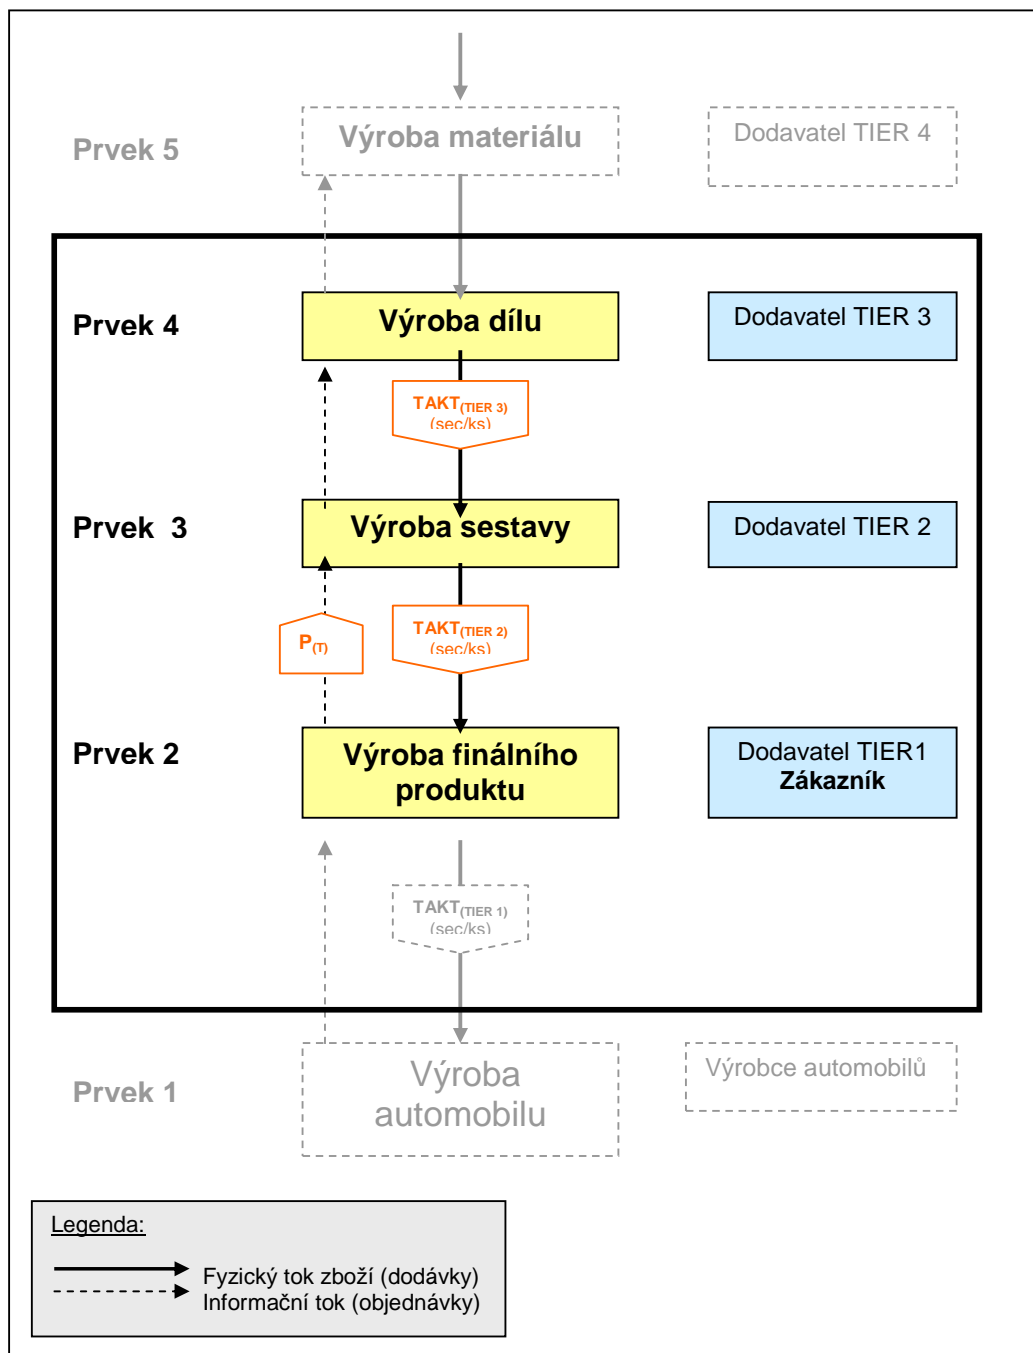 Prvek 5
Výroba materiálu
Dodavatel TIER 4
Prvek 4
Výroba dílu
Dodavatel TIER 3
TAKT(TIER 3)
(sec/ks)
Prvek 3
Výroba sestavy
Dodavatel TIER 2
P(T)
TAKT(TIER 2)
(sec/ks)
Prvek 2
Výroba finálního
produktu
Dodavatel TIER1
Zákazník
TAKT(TIER 1)
(sec/ks)
Prvek 1
Výroba
automobilu
Výrobce automobilů
Legenda:
Fyzický tok zboží (dodávky)
Informační tok (objednávky)